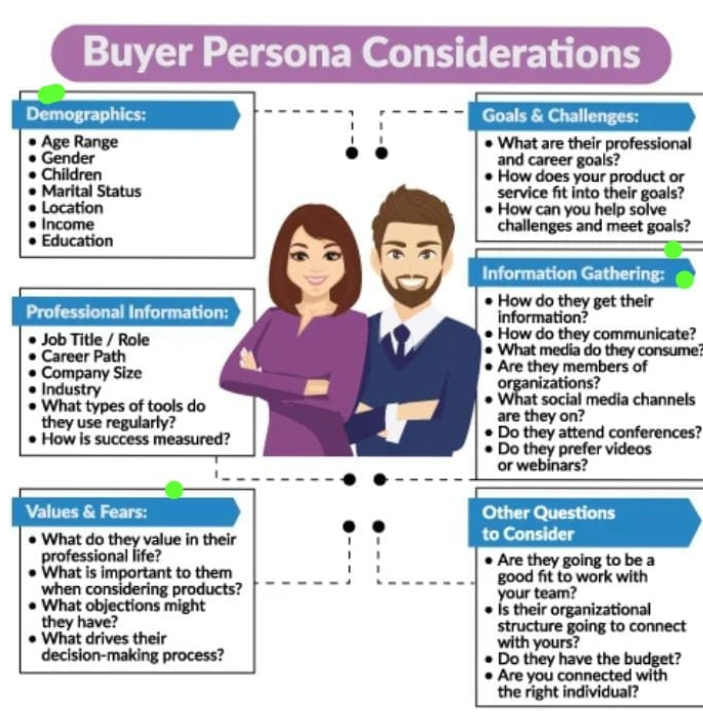 Buyer Persona Considerations
Demographics:
• Age Range
• Gender
• Children
• Marital Status
• Location
• Income
• Education
Professional Information:
• Job Title / Role
• Career Path
• Company Size
• Industry
• What types of tools do
they use regularly?
• How is success measured?
Values & Fears:
• What do they value in their
professional life?
• What is important to them
when considering products?
• What objections might
they have?
• What drives their
decision-making process?
Goals & Challenges:
• What are their professional
and career goals?
• How does your product or
service fit into their goals?
• How can you help solve
challenges and meet goals?
Information Gathering:
• How do they get their
information?
• How do they communicate?
• What media do they consume?
• Are they members of
organizations?
• What social media channels
are they on?
• Do they attend conferences?
• Do they prefer videos
or webinars?
Other Questions
to Consider
• Are they going to be a
good fit to work with
your team?
• Is their organizational
structure going to connect
with yours?
• Do they have the budget?
• Are you connected with
the right individual?